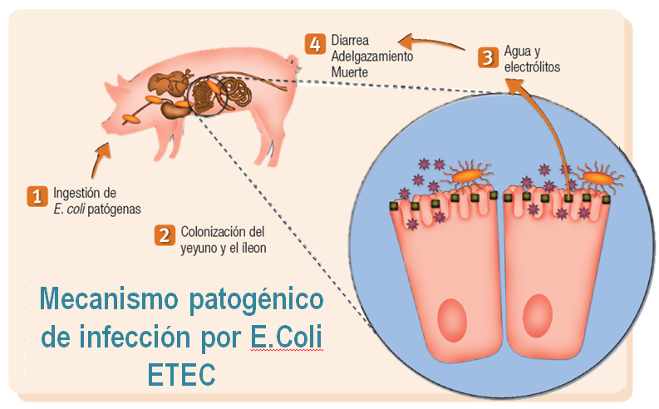 1 Ingestión de
E. coli patógenas
2 Colonización del
yeyuno y el íleon
3 Agua y
electrólitos
4 Diarrea
Adelgazamiento
Muerte
Mecanismo patogénico
de infección por E.Coli
ETEC